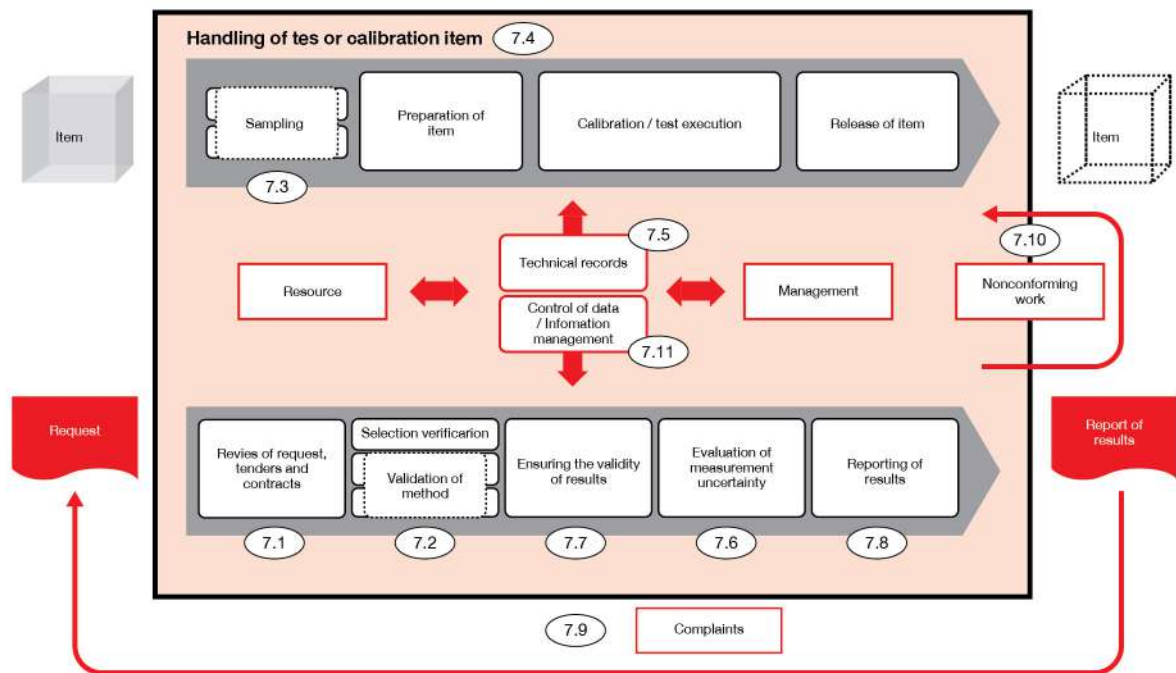 Handling of tes or calibration item 7.4
Item
Sampling
Preparation of
item
Calibration / test execution
Release of item
Item
7.3
7.5
Technical records
7.10
Resource
Management
Nonconforming
work
Control of data
/ Infomation
management
7.11
Request
Revies of request,
tenders and
contracts
Selection verificarion
Validation of
method
Ensuring the validity
of results
Evaluation of
measurement
uncertainty
Reporting of
results
Report of
results
7.1
7.2
7.7
7.6
7.8
7.9
Complaints